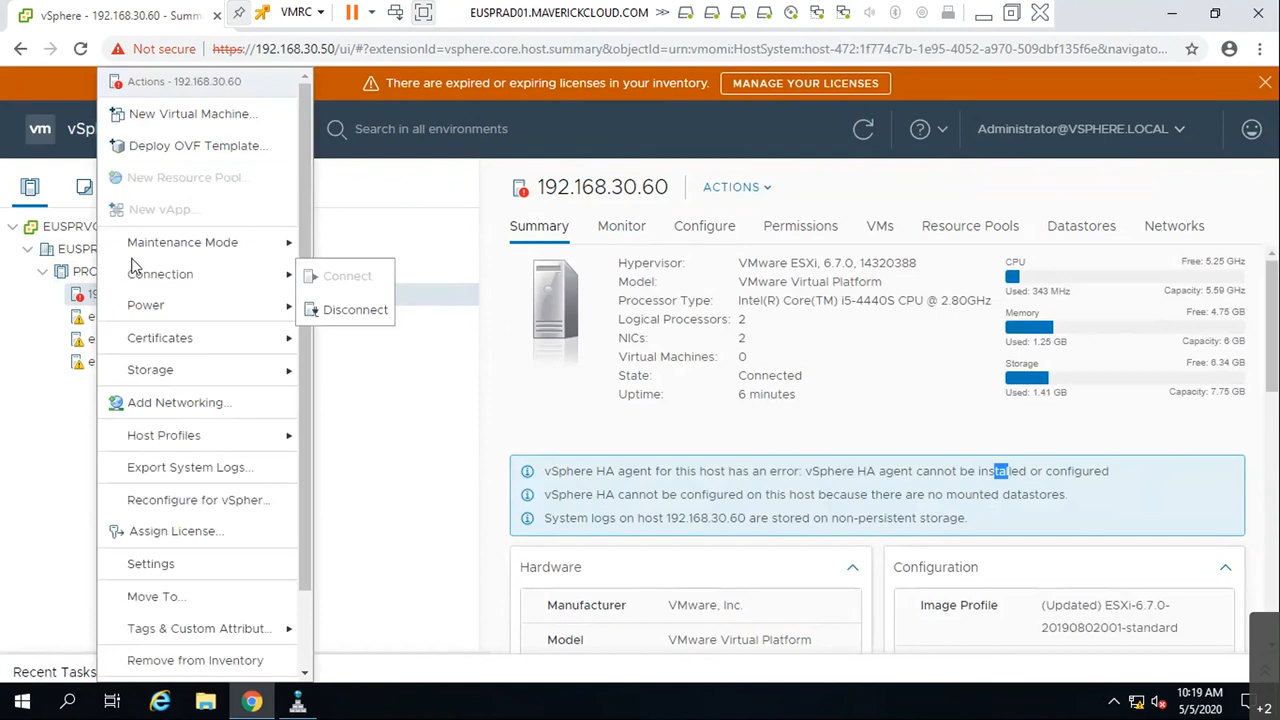 vSphere - 192.168.30.60 - Summ
VMRC
EUSPRAD01.MAVERICKCLOUD.COM
Not secure
https://192.168.30.50/ui/#?extensionId=vsphere.core.host.summary&objectId=urn:vmomi:HostSystem:host-472:1f774c7b-1e95-4052-a970-509dbf135f6e&navigato...
There are expired or expiring licenses in your inventory.
MANAGE YOUR LICENSES
vm
vSp
Search in all environments
Administrator@VSPHERE.LOCAL
EUSPRVC
EUSPR
PRO
19
e
e
e
Actions - 192.168.30.60
New Virtual Machine...
Deploy OVF Template...
New Resource Pool...
New vApp...
Maintenance Mode
Connection
Power
Certificates
Storage
Add Networking...
Host Profiles
Export System Logs...
Reconfigure for vSpher...
Assign License...
Settings
Move To...
Tags & Custom Attribut...
Remove from Inventory
Connect
Disconnect
192.168.30.60
ACTIONS
Summary Monitor Configure Permissions VMs Resource Pools Datastores Networks
Hypervisor: VMware ESXi, 6.7.0, 14320388
Model: VMware Virtual Platform
Processor Type: Intel(R) Core(TM) i5-4440S CPU @ 2.80GHz
Logical Processors: 2
NICs: 2
Virtual Machines: 0
State: Connected
Uptime: 6 minutes
CPU Free: 5.25 GHz
Used: 343 MHz Capacity: 5.59 GHz
Memory Free: 4.75 GB
Used: 1.25 GB Capacity: 6 GB
Storage Free: 6.34 GB
Used: 1.41 GB Capacity: 7.75 GB
vSphere HA agent for this host has an error: vSphere HA agent cannot be installed or configured
vSphere HA cannot be configured on this host because there are no mounted datastores.
System logs on host 192.168.30.60 are stored on non-persistent storage.
Hardware
Manufacturer VMware, Inc.
Model VMware Virtual Platform
Configuration
Image Profile (Updated) ESXi-6.7.0-
20190802001-standard
Recent Tasks
10:19 AM
5/5/2020
+2